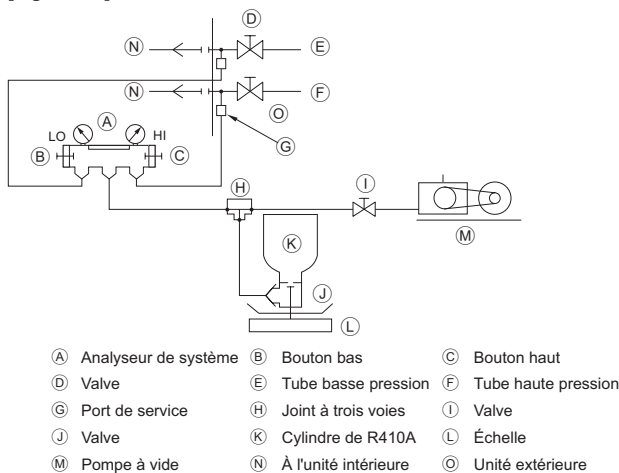 Ⓓ
Ⓝ Ⓔ
Ⓝ Ⓕ
Ⓞ
Ⓐ
LO HI
Ⓑ Ⓒ Ⓖ
Ⓗ Ⓘ
Ⓜ
Ⓚ
Ⓙ
Ⓛ
Ⓐ Analyseur de système Ⓑ Bouton bas Ⓒ Bouton haut
Ⓓ Valve Ⓔ Tube basse pression Ⓕ Tube haute pression
Ⓖ Port de service Ⓗ Joint à trois voies Ⓘ Valve
Ⓙ Valve Ⓚ Cylindre de R410A Ⓛ Échelle
Ⓜ Pompe à vide Ⓝ À l'unité intérieure Ⓞ Unité extérieure